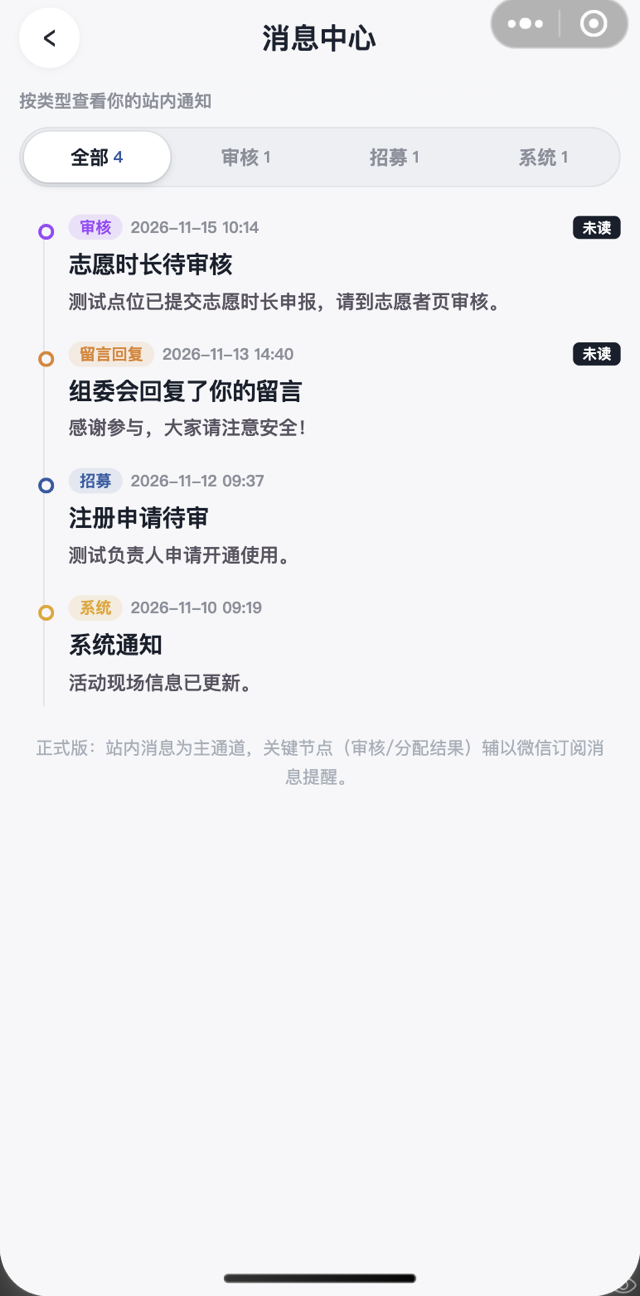 消息中心
按类型查看你的站内通知
全部 4 审核 1 招募 1 系统 1
审核 2026-11-15 10:14 未读
志愿时长待审核
测试点位已提交志愿时长申报，请到志愿者页审核。
留言回复 2026-11-13 14:40 未读
组委会回复了你的留言
感谢参与，大家请注意安全！
招募 2026-11-12 09:37
注册申请待审
测试负责人申请开通使用。
系统 2026-11-10 09:19
系统通知
活动现场信息已更新。
正式版：站内消息为主通道，关键节点（审核/分配结果）辅以微信订阅消
息提醒。